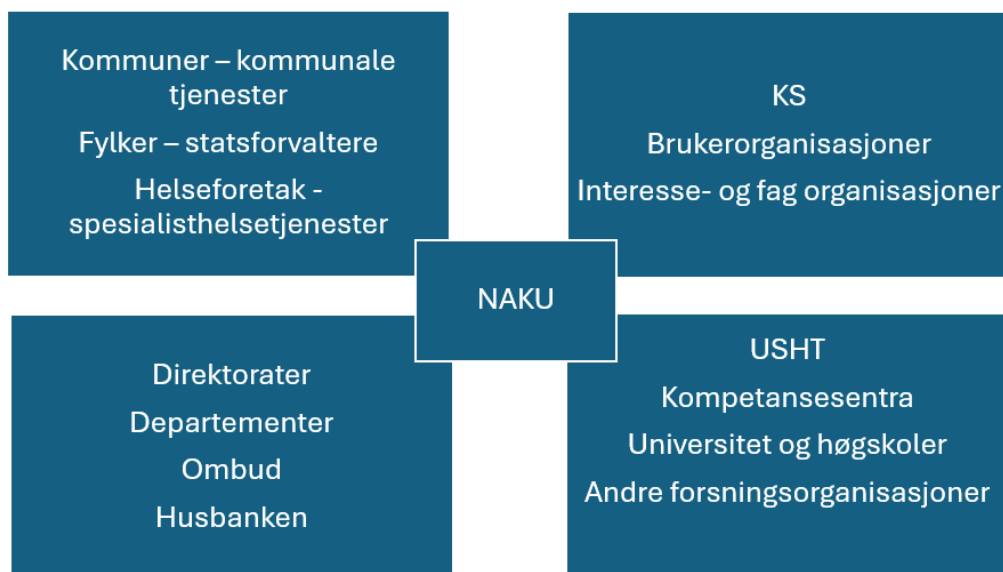 Kommuner – kommunale
tjenester
Fylker – statsforvaltere
Helseforetak -
spesialisthelsetjenester
KS
Brukerorganisasjoner
Interesse- og fag organisasjoner
NAKU
Direktorater
Departementer
Ombud
Husbanken
USHT
Kompetansesentra
Universitet og høgskoler
Andre forsningsorganisasjoner